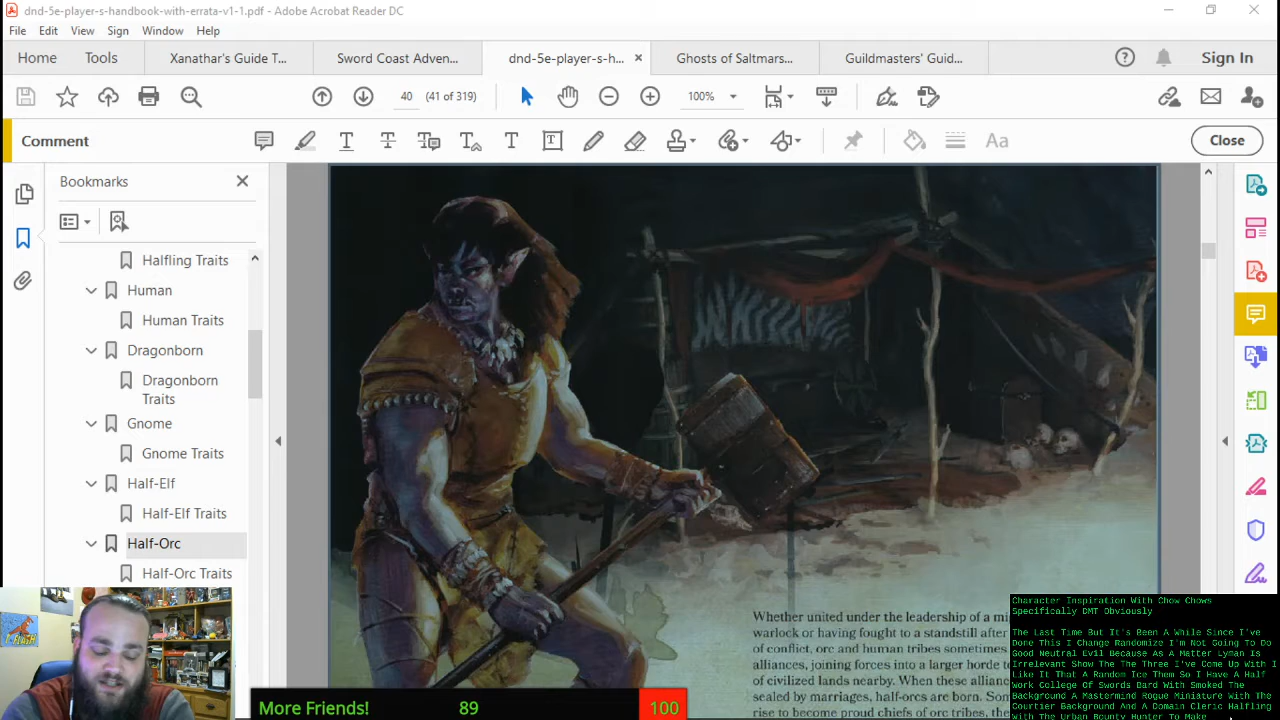 dnd-5e-player-s-handbook-with-errata-v1-1.pdf - Adobe Acrobat Reader DC
File Edit View Sign Window Help
Home Tools Xanathar's Guide T... Sword Coast Adven... dnd-5e-player-s-h... Ghosts of Saltmars... Guildmasters' Guid... Sign In
40 (41 of 319) 100%
Comment Close
Bookmarks
Halfling Traits
Human
Human Traits
Dragonborn
Dragonborn
Traits
Gnome
Gnome Traits
Half-Elf
Half-Elf Traits
Half-Orc
Half-Orc Traits
Whether united under the leadership of a mi
warlock or having fought to a standstill after
of conflict, orc and human tribes sometimes
alliances, joining forces into a larger horde to
of civilized lands nearby. When these allianc
sealed by marriages, half-orcs are born. Som
rise to become proud chiefs of orc tribes, the
Character Inspiration With Chow Chows
Specifically DMT Obviously
The Last Time But It's Been A While Since I've
Done This I Change Randomize I'm Not Going To Do
Good Neutral Evil Because As A Matter Lyman Is
Irrelevant Show The The Three I've Come Up With I
Like It That A Random Ice Them So I Have A Half
Work College Of Swords Bard With Smoked The
Background A Mastermind Rogue Miniature With The
Courtier Background And A Domain Cleric Halfling
With The Urban Bounty Hunter To Make
More Friends! 89 100